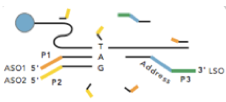 T
P1 A 3' LSO
ASO1 5' G Address P3
ASO2 5' P2